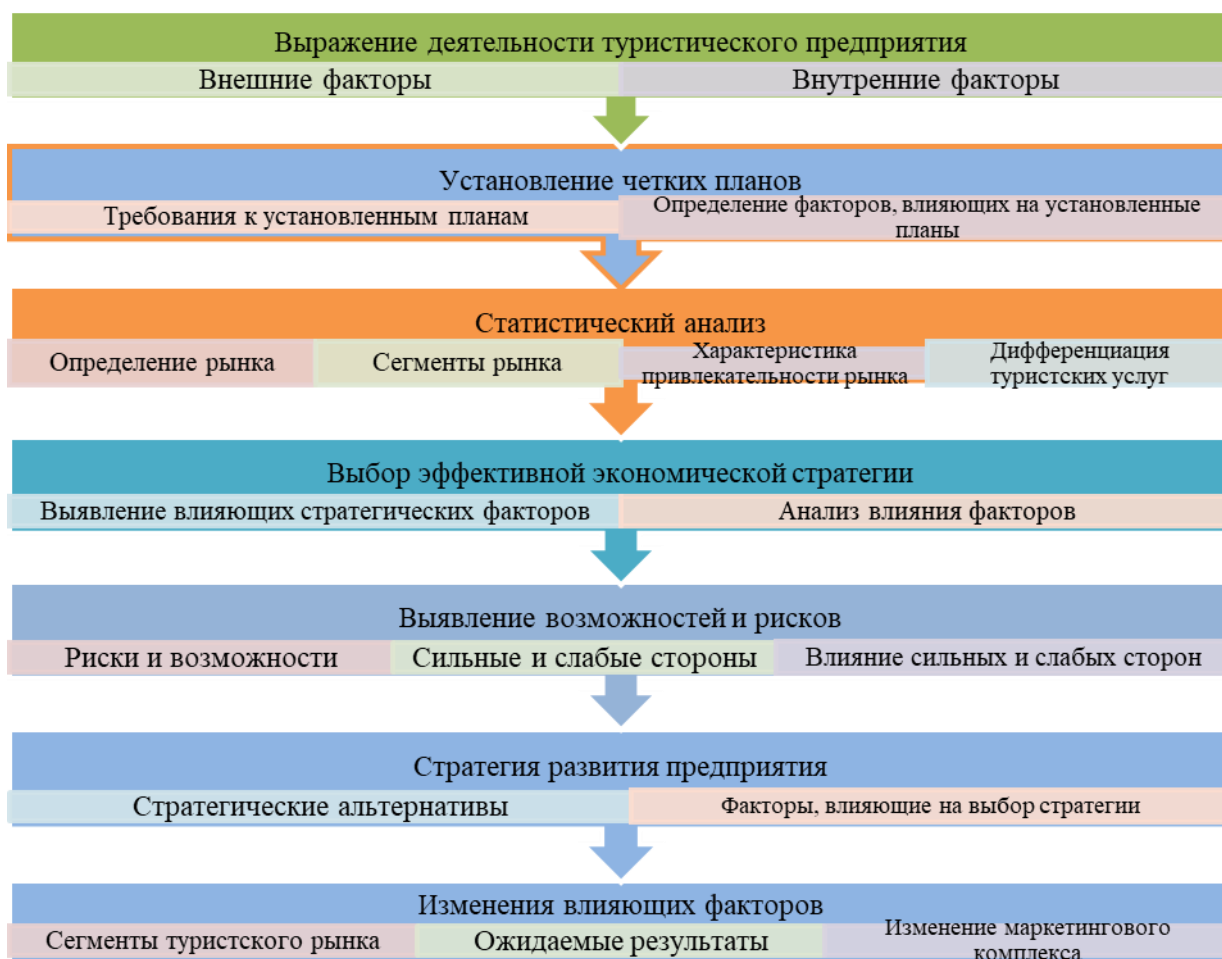 Выражение деятельности туристического предприятия
Внешние факторы
Внутренние факторы
Установление четких планов
Требования к установленным планам
Определение факторов, влияющих на установленные
планы
Статистический анализ
Определение рынка
Сегменты рынка
Характеристика
привлекательности рынка
Дифференциация
туристских услуг
Выбор эффективной экономической стратегии
Выявление влияющих стратегических факторов
Анализ влияния факторов
Выявление возможностей и рисков
Риски и возможности
Сильные и слабые стороны
Влияние сильных и слабых сторон
Стратегия развития предприятия
Стратегические альтернативы
Факторы, влияющие на выбор стратегии
Изменения влияющих факторов
Сегменты туристского рынка
Ожидаемые результаты
Изменение маркетингового
комплекса